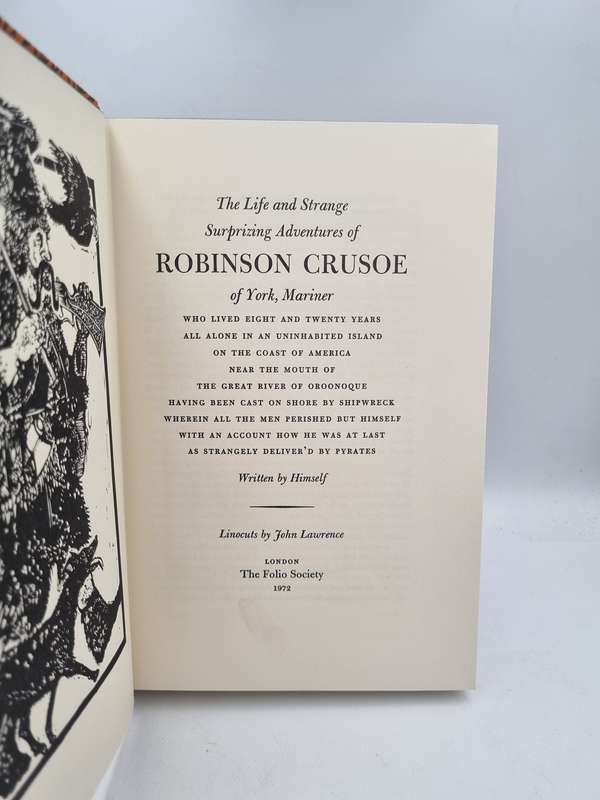 The Life and Strange
Surprizing Adventures of
ROBINSON CRUSOE
of York, Mariner
WHO LIVED EIGHT AND TWENTY YEARS
ALL ALONE IN AN UNINHABITED ISLAND
ON THE COAST OF AMERICA
NEAR THE MOUTH OF
THE GREAT RIVER OF OROONOQUE
HAVING BEEN CAST ON SHORE BY SHIPWRECK
WHEREIN ALL THE MEN PERISHED BUT HIMSELF
WITH AN ACCOUNT HOW HE WAS AT LAST
AS STRANGELY DELIVER'D BY PYRATES
Written by Himself
Linocuts by John Lawrence
LONDON
The Folio Society
1972